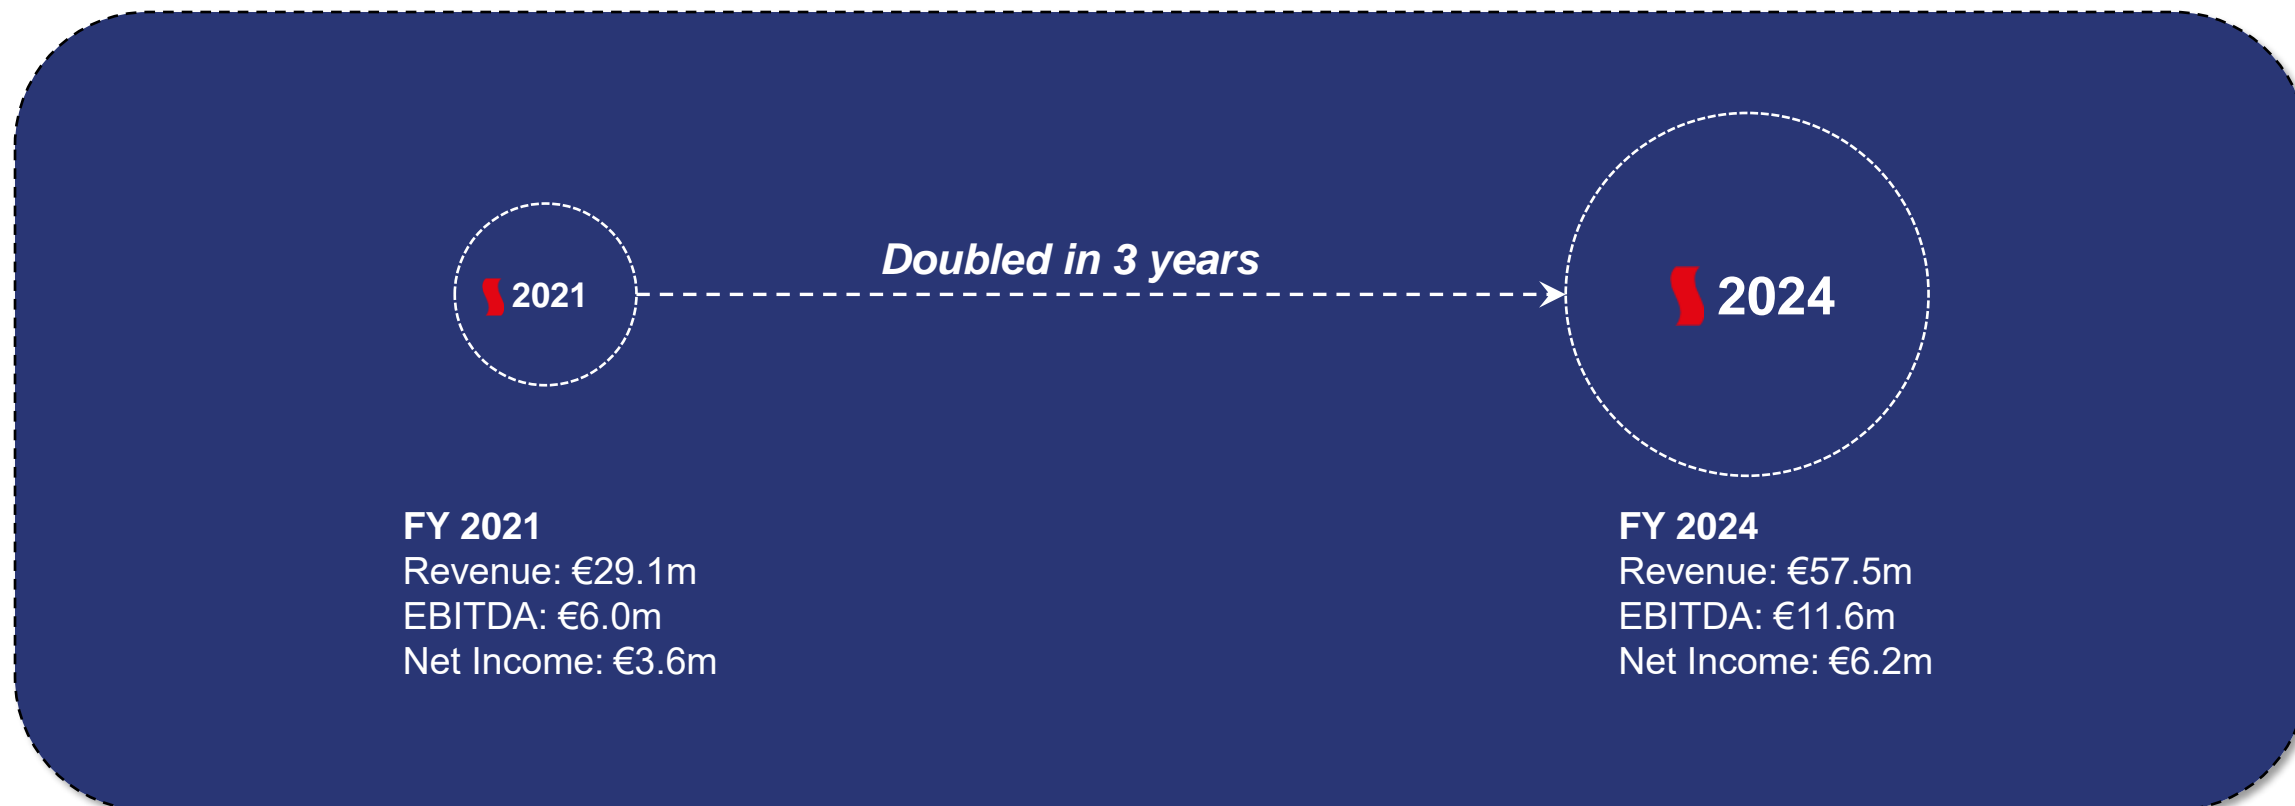 2021
Doubled in 3 years
2024
FY 2021
Revenue: €29.1m
EBITDA: €6.0m
Net Income: €3.6m
FY 2024
Revenue: €57.5m
EBITDA: €11.6m
Net Income: €6.2m